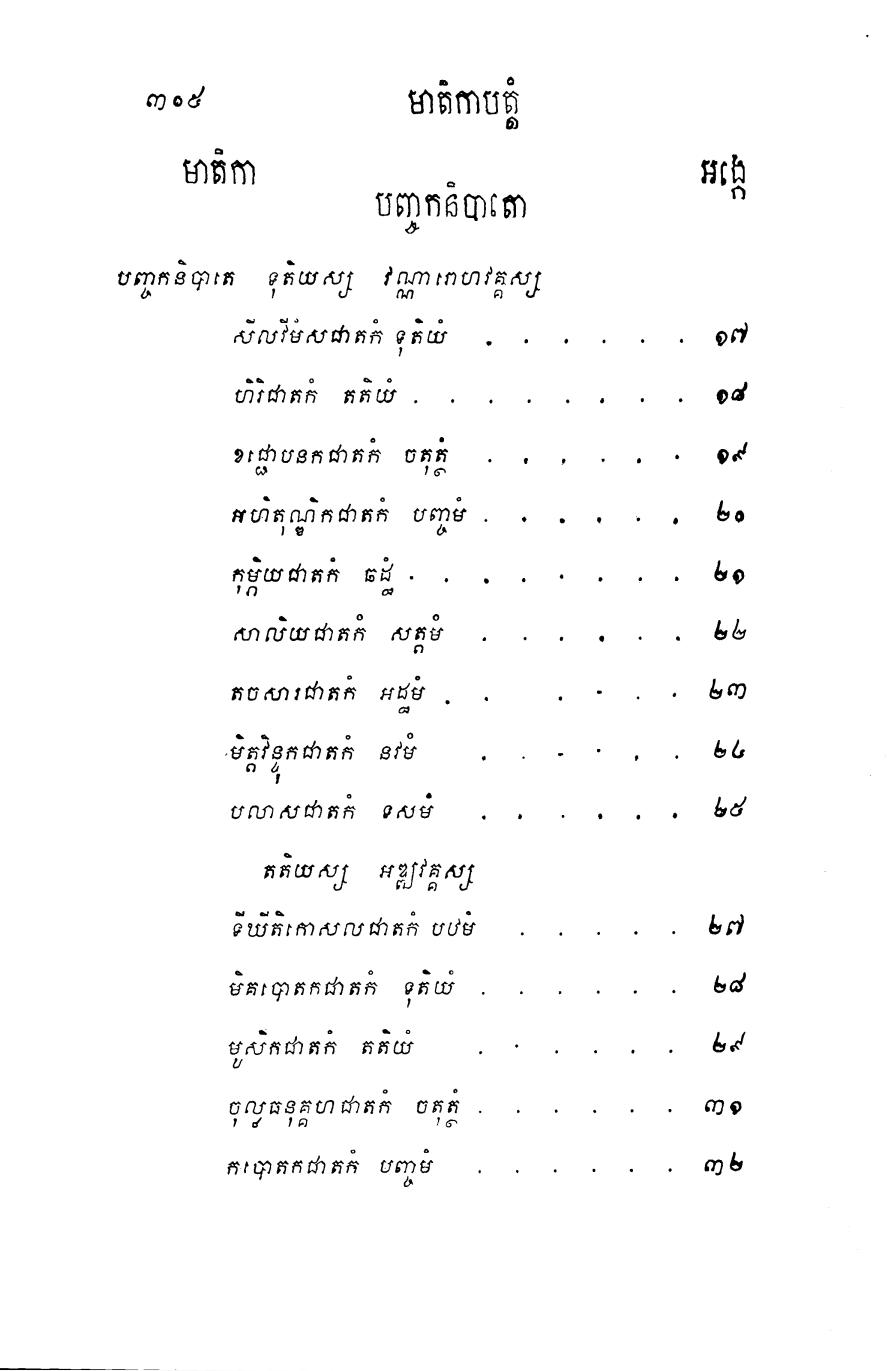 ៣០៥ មាតិកាបត្តំ
មាតិកា អង្កេ
បញ្ចកនិបាតោ
បញ្ចកនិបាតេ ទុតិយស្ស វណ្ណារោហវគ្គស្ស
សីលវីមំសជាតកំ ទុតិយំ . . . . . . ១៧
ហិរិជាតកំ តតិយំ . . . . . . . . ១៨
ខជ្ជោបនកជាតកំ ចតុត្ថំ . . . . . . ១៩
អហិតុណ្ឌិកជាតកំ បញ្ចមំ . . . . . . ២០
កុម្ភិយជាតកំ ឆដ្ឋំ . . . . . . . . ២១
សាលិយជាតកំ សត្តមំ . . . . . . ២២
តចសារជាតកំ អដ្ឋមំ . . . . . . ២៣
មិត្តវិន្ទុកជាតកំ នវមំ . . . . . . ២៤
បលាសជាតកំ ទសមំ . . . . . . ២៥
តតិយស្ស អឌ្ឍវគ្គស្ស
ទីឃីតិកោសលជាតកំ បឋមំ . . . . . ២៧
មិគបោតកជាតកំ ទុតិយំ . . . . . . ២៨
មូសិកជាតកំ តតិយំ . . . . . . ២៩
ចុល្លធនុគ្គហជាតកំ ចតុត្ថំ . . . . . . ៣១
កបោតកជាតកំ បញ្ចមំ . . . . . . ៣២